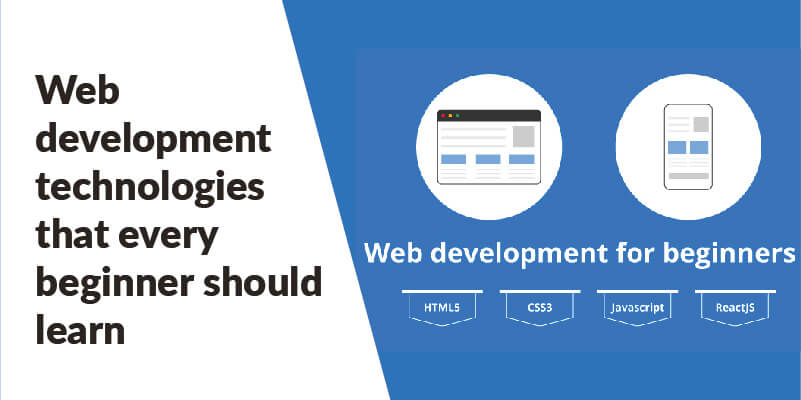 Web
development
technologies
that every
beginner should
learn
Web development for beginners
HTML5
CSS3
Javascript
ReactJS